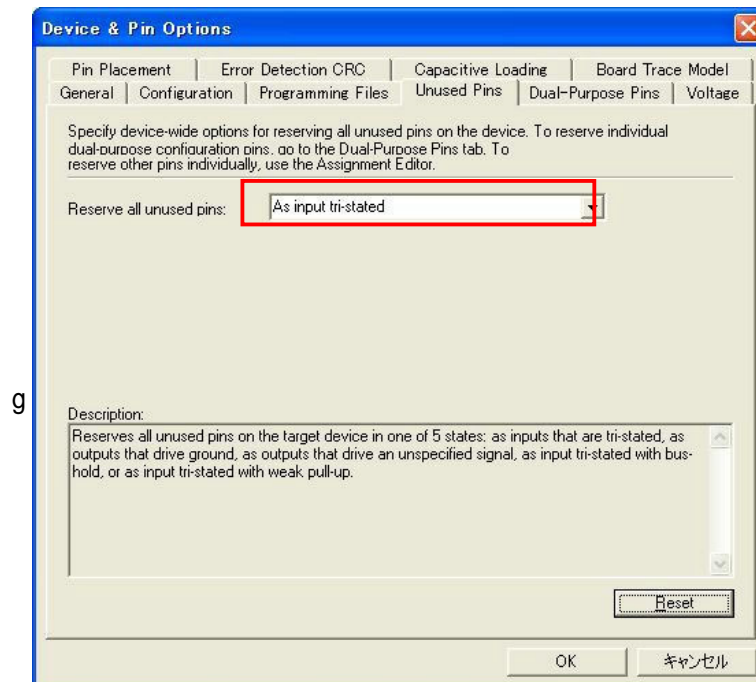 Device & Pin Options
Pin Placement
Error Detection CRC
Capacitive Loading
Board Trace Model
General
Configuration
Programming Files
Unused Pins
Dual-Purpose Pins
Voltage
Specify device-wide options for reserving all unused pins on the device. To reserve individual
dual-purpose configuration pins, go to the Dual-Purpose Pins tab. To
reserve other pins individually, use the Assignment Editor.
Reserve all unused pins:
As input tri-stated
g
Description:
Reserves all unused pins on the target device in one of 5 states: as inputs that are tri-stated, as
outputs that drive ground, as outputs that drive an unspecified signal, as input tri-stated with bus-
hold, or as input tri-stated with weak pull-up.
Reset
OK
キャンセル